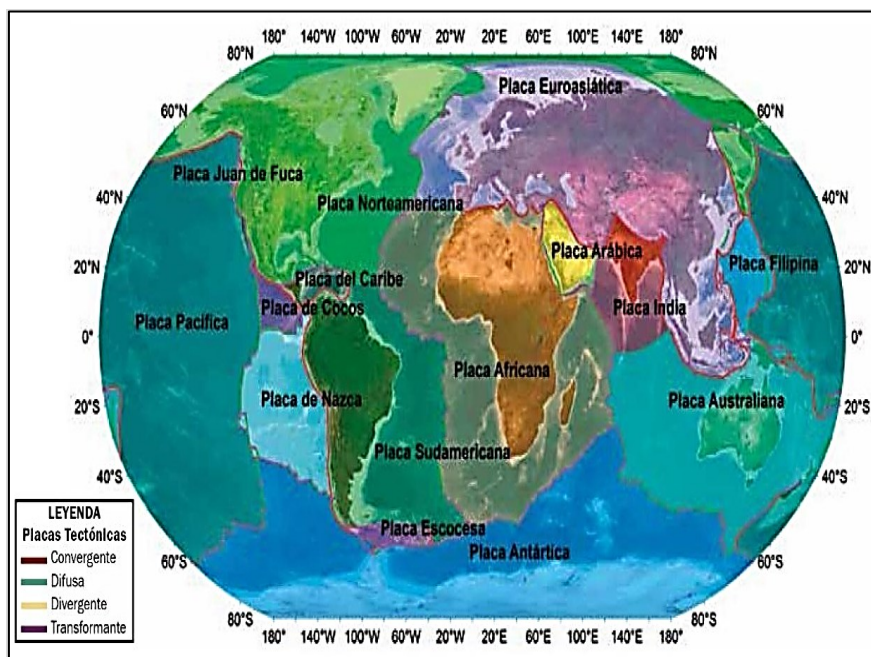 180° 140°W 100°W 60°W 20°W 20°E 60°E 100°E 140°E 180°
80°N 80°N
Placa Euroasiática
60°N 60°N
Placa Juan de Fuca
40°N 40°N
Placa Norteamericana
Placa Arábica
Placa Filipina
20°N 20°N
Placa del Caribe
Placa de Cocos
Placa India
Placa Pacífica
0° 0°
Placa Africana
Placa de Nazca
Placa Australiana
20°S 20°S
Placa Sudamericana
40°S 40°S
LEYENDA
Placas Tectónicas
Convergente
Difusa
Divergente
Transformante
Placa Escocesa
Placa Antártica
60°S 60°S
80°S 80°S
180° 140°W 100°W 60°W 20°W 20°E 60°E 100°E 140°E 180°